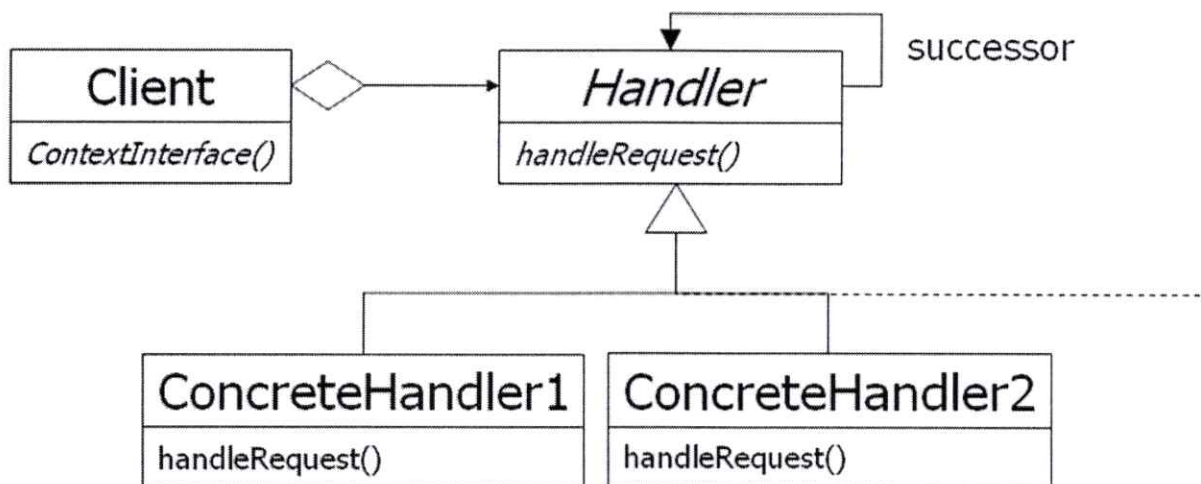 Client
ContextInterface()
Handler
handleRequest()
successor
ConcreteHandler1
handleRequest()
ConcreteHandler2
handleRequest()